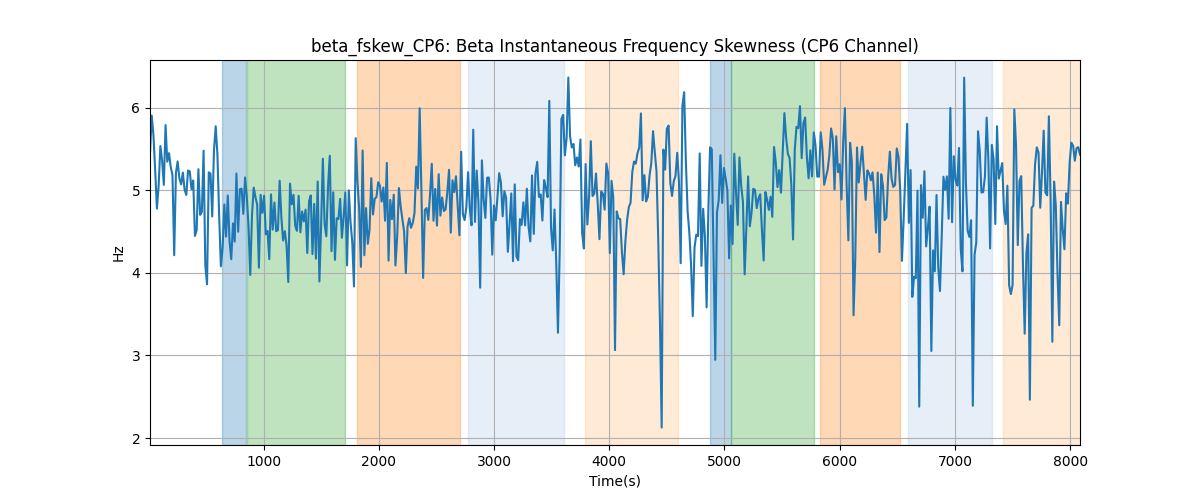 beta_fskew_CP6: Beta Instantaneous Frequency Skewness (CP6 Channel)
6
5
4
3
2
Hz
1000 2000 3000 4000 5000 6000 7000 8000
Time(s)